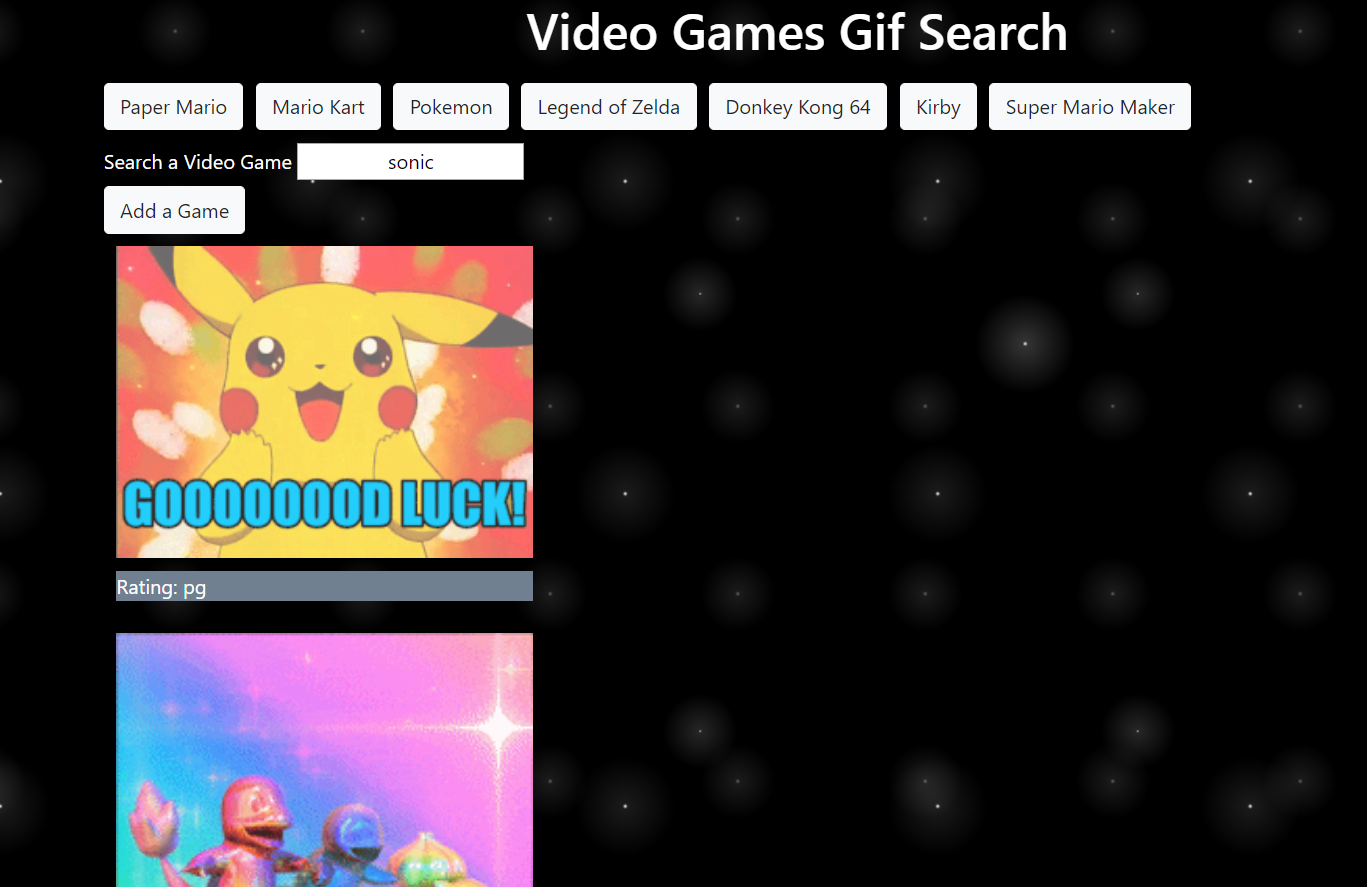 Video Games Gif Search
Paper Mario Mario Kart Pokemon Legend of Zelda Donkey Kong 64 Kirby Super Mario Maker
Search a Video Game sonic
Add a Game
GOOOOOOOD LUCK!
Rating: pg